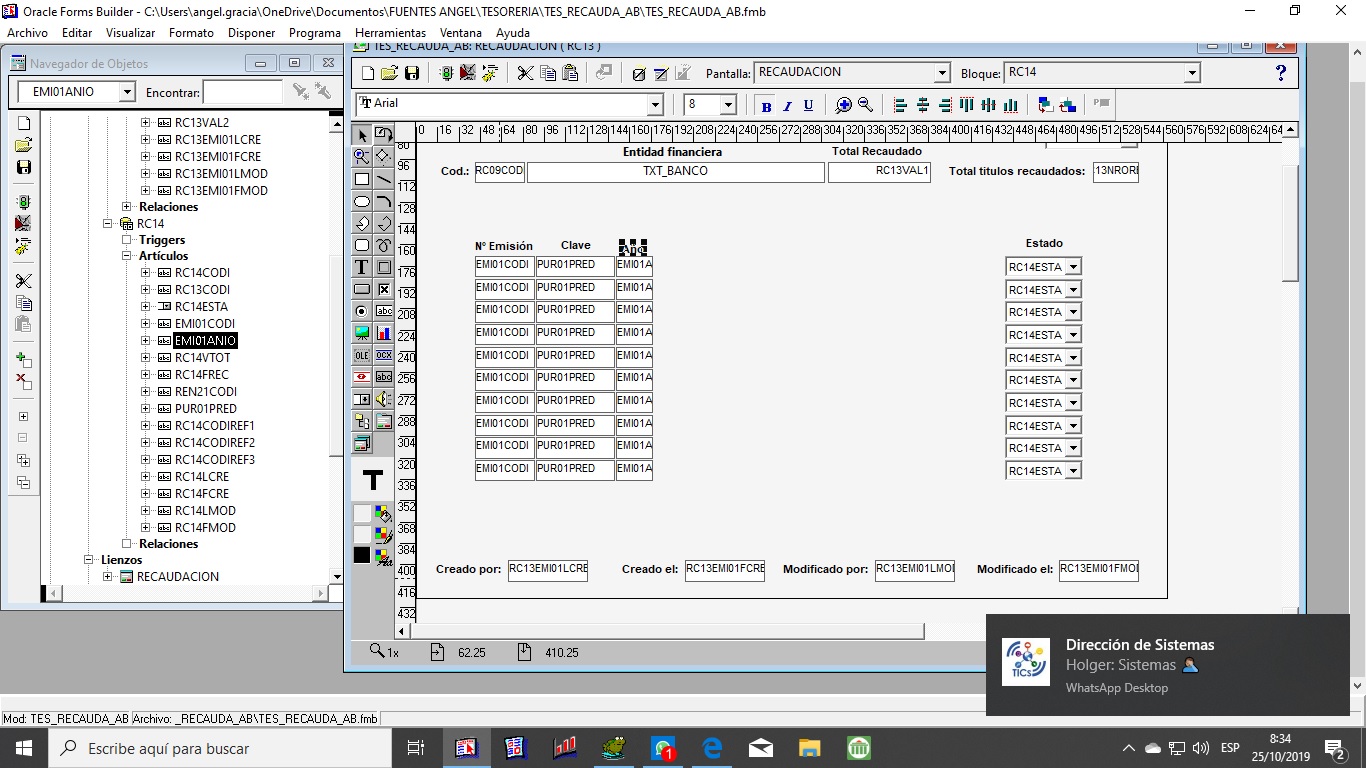 Oracle Forms Builder - C:\Users\angel.gracia\OneDrive\Documentos\FUENTES ANGEL\TESORERIA\TES_RECAUDA_AB\TES_RECAUDA_AB.fmb
Archivo Editar Visualizar Formato Disponer Programa Herramientas Ventana Ayuda
Navegador de Objetos
EMI01ANIO Encontrar:
RC13VAL2
RC13EMI01LCRE
RC13EMI01FCRE
RC13EMI01LMOD
RC13EMI01FMOD
Relaciones
RC14
Triggers
Artículos
RC14CODI
RC13CODI
RC14ESTA
EMI01CODI
EMI01ANIO
RC14VTOT
RC14FREC
REN21CODI
PUR01PRED
RC14CODIREF1
RC14CODIREF2
RC14CODIREF3
RC14LCRE
RC14FCRE
RC14LMOD
RC14FMOD
Relaciones
Lienzos
RECAUDACION
TES_RECAUDA_AB: RECAUDACION ( RC13 )
Pantalla: RECAUDACION Bloque: RC14
Arial 8 B I U
0 16 32 48 64 80 96 112 128 144 160 176 192 208 224 240 256 272 288 304 320 336 352 368 384 400 416 432 448 464 480 496 512 528 544 560 576 592 608 624 64
80
96
112
128
144
160
176
192
208
224
240
256
272
288
304
320
336
352
368
384
400
416
432
Entidad financiera Total Recaudado
Cod.: RC09COD TXT_BANCO RC13VAL1 Total titulos recaudados: 13NRORE
Nº Emisión Clave Año Estado
EMI01CODI PUR01PRED EMI01A RC14ESTA
EMI01CODI PUR01PRED EMI01A RC14ESTA
EMI01CODI PUR01PRED EMI01A RC14ESTA
EMI01CODI PUR01PRED EMI01A RC14ESTA
EMI01CODI PUR01PRED EMI01A RC14ESTA
EMI01CODI PUR01PRED EMI01A RC14ESTA
EMI01CODI PUR01PRED EMI01A RC14ESTA
EMI01CODI PUR01PRED EMI01A RC14ESTA
EMI01CODI PUR01PRED EMI01A RC14ESTA
EMI01CODI PUR01PRED EMI01A RC14ESTA
Creado por: RC13EMI01LCRE Creado el: RC13EMI01FCRE Modificado por: RC13EMI01LMOD Modificado el: RC13EMI01FMOD
1x 62.25 410.25
TICS
Dirección de Sistemas
Holger: Sistemas
WhatsApp Desktop
Mod: TES_RECAUDA_AB Archivo: _RECAUDA_AB\TES_RECAUDA_AB.fmb
Escribe aquí para buscar
1
ESP
8:34
25/10/2019
2